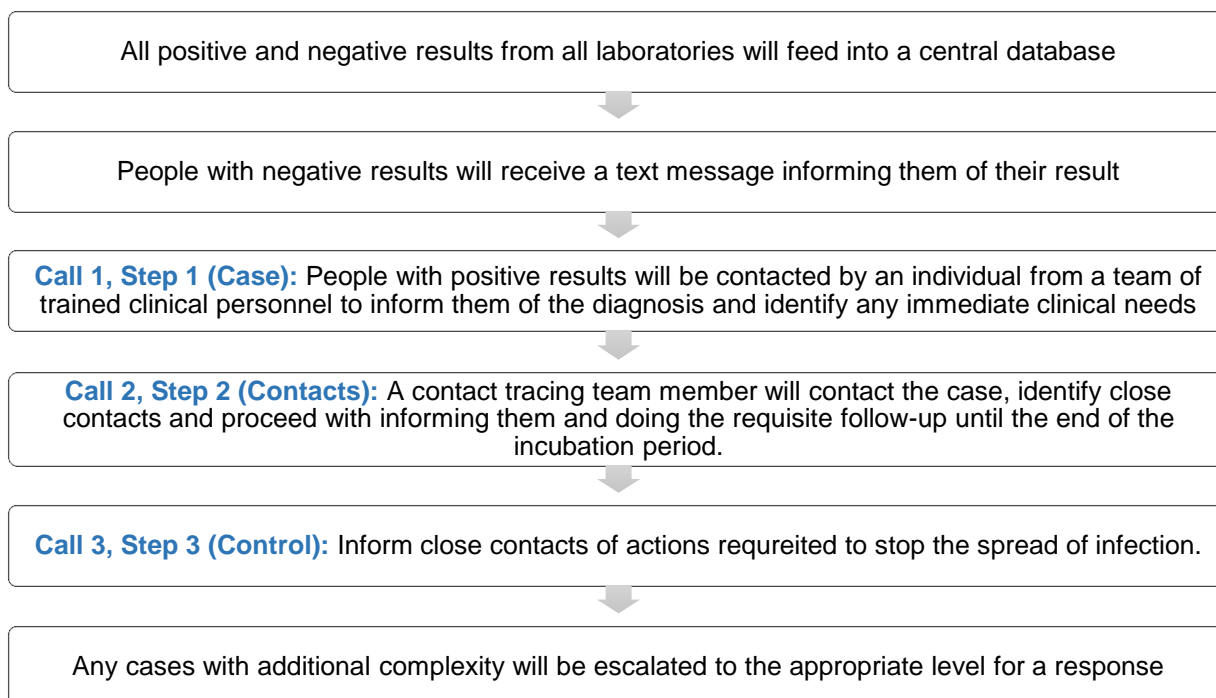 All positive and negative results from all laboratories will feed into a central database
People with negative results will receive a text message informing them of their result
Call 1, Step 1 (Case): People with positive results will be contacted by an individual from a team of
trained clinical personnel to inform them of the diagnosis and identify any immediate clinical needs
Call 2, Step 2 (Contacts): A contact tracing team member will contact the case, identify close
contacts and proceed with informing them and doing the requisite follow-up until the end of the
incubation period.
Call 3, Step 3 (Control): Inform close contacts of actions requreited to stop the spread of infection.
Any cases with additional complexity will be escalated to the appropriate level for a response